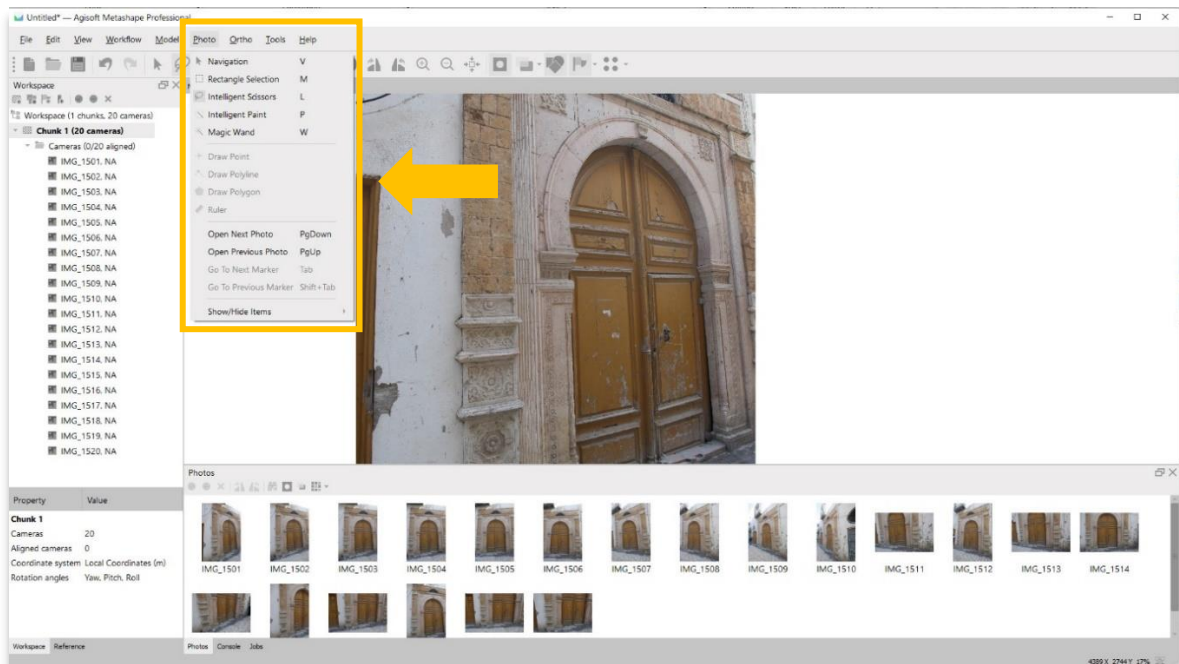 Untitled* — Agisoft Metashape Professional
File Edit View Workflow Model Photo Ortho Tools Help
Workspace
Workspace (1 chunks, 20 cameras)
Chunk 1 (20 cameras)
Cameras (0/20 aligned)
IMG_1501, NA
IMG_1502, NA
IMG_1503, NA
IMG_1504, NA
IMG_1505, NA
IMG_1506, NA
IMG_1507, NA
IMG_1508, NA
IMG_1509, NA
IMG_1510, NA
IMG_1511, NA
IMG_1512, NA
IMG_1513, NA
IMG_1514, NA
IMG_1515, NA
IMG_1516, NA
IMG_1517, NA
IMG_1518, NA
IMG_1519, NA
IMG_1520, NA
Navigation V
Rectangle Selection M
Intelligent Scissors L
Intelligent Paint P
Magic Wand W
Draw Point
Draw Polyline
Draw Polygon
Ruler
Open Next Photo PgDown
Open Previous Photo PgUp
Go To Next Marker Tab
Go To Previous Marker Shift+Tab
Show/Hide Items
Property Value
Chunk 1
Cameras 20
Aligned cameras 0
Coordinate system Local Coordinates (m)
Rotation angles Yaw, Pitch, Roll
Workspace Reference
Photos
IMG_1501 IMG_1502 IMG_1503 IMG_1504 IMG_1505 IMG_1506 IMG_1507 IMG_1508 IMG_1509 IMG_1510 IMG_1511 IMG_1512 IMG_1513 IMG_1514
Photos Console Jobs
4389 X 2744 Y 17%